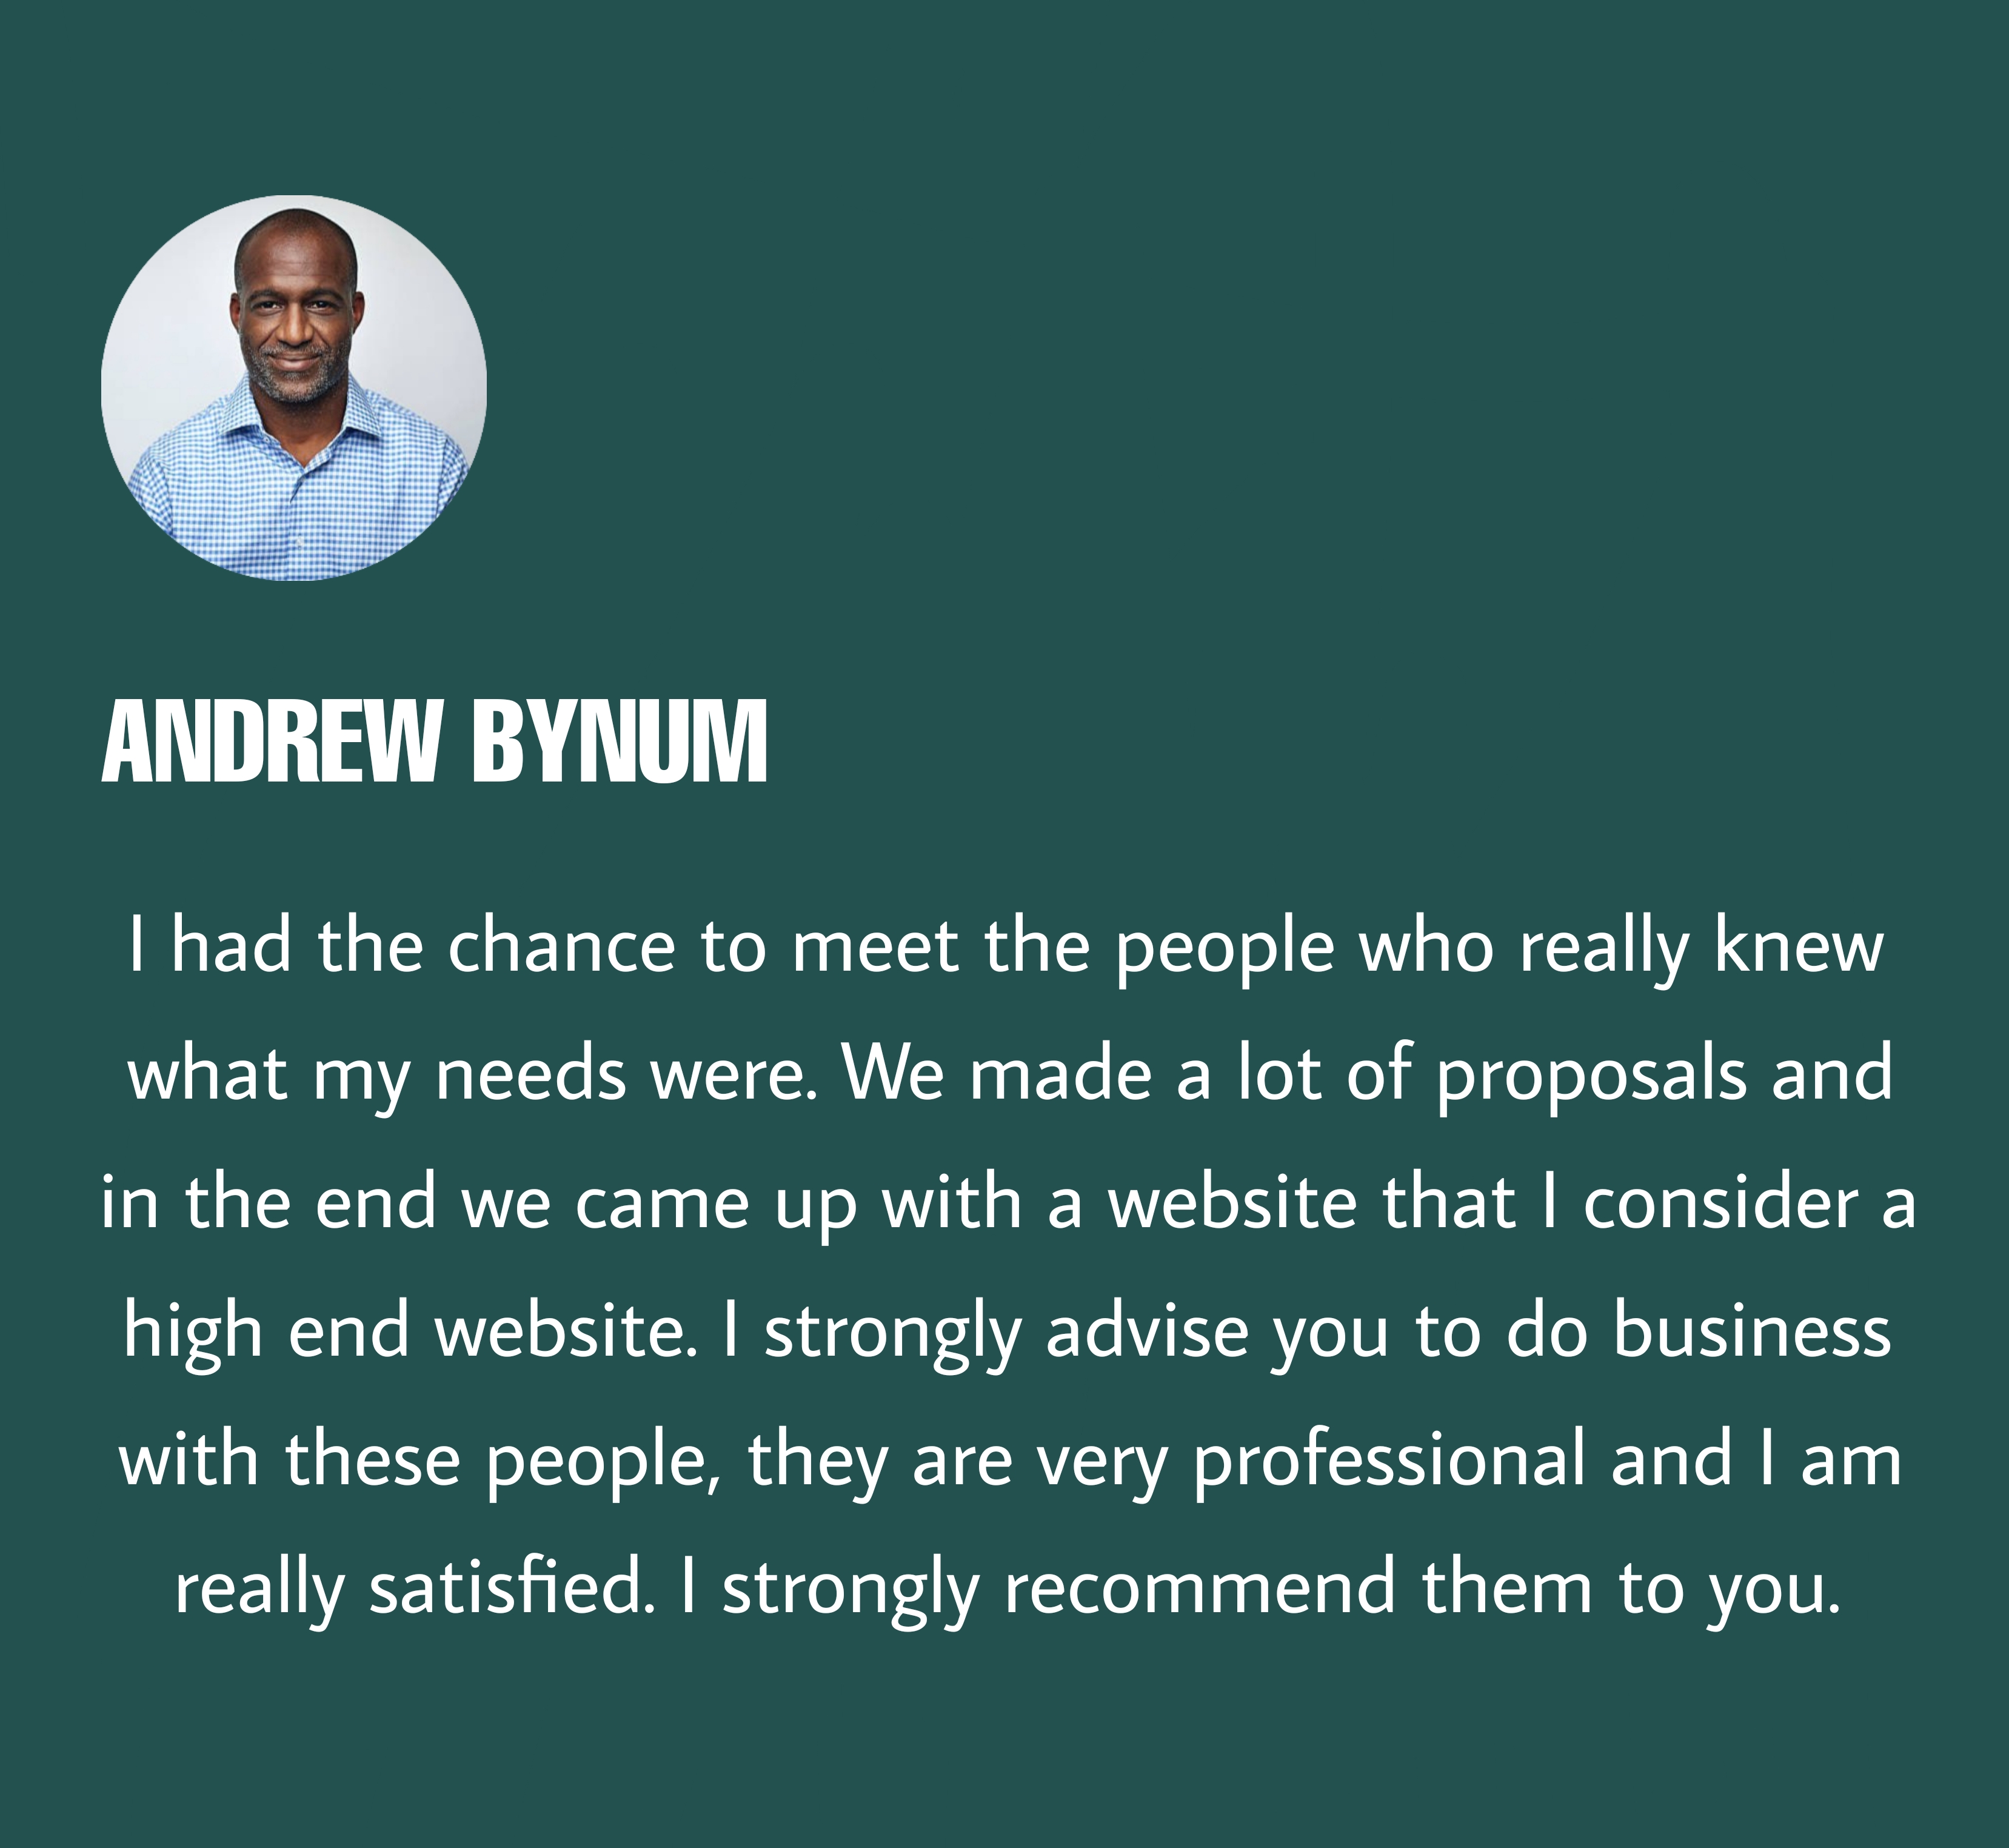 ANDREW BYNUM
I had the chance to meet the people who really knew
what my needs were. We made a lot of proposals and
in the end we came up with a website that I consider a
high end website. I strongly advise you to do business
with these people, they are very professional and I am
really satisfied. I strongly recommend them to you.